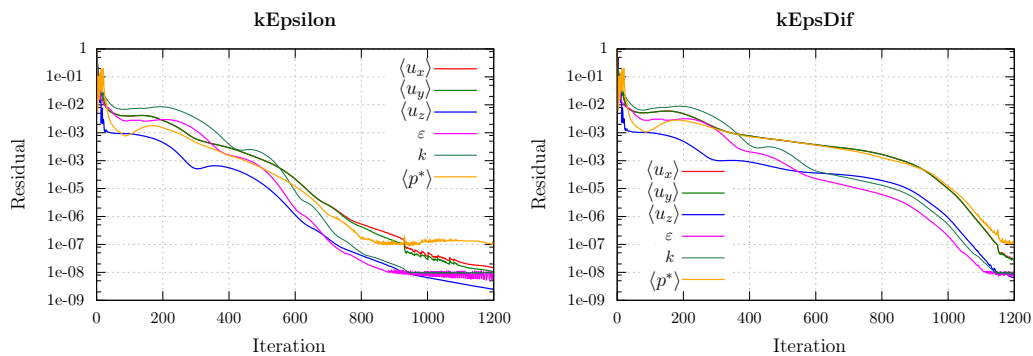 kEpsilon
Residual
1
1e-01
1e-02
1e-03
1e-03
1e-05
1e-06
1e-07
1e-08
1e-09
⟨u_x⟩
⟨u_y⟩
⟨u_z⟩
ε
k
⟨p*⟩
0 200 400 600 800 1000 1200
Iteration
kEpsDif
Residual
1
1e-01
1e-02
1e-03
1e-03
1e-05
1e-06
1e-07
1e-08
1e-09
⟨u_x⟩
⟨u_y⟩
⟨u_z⟩
ε
k
⟨p*⟩
0 200 400 600 800 1000 1200
Iteration